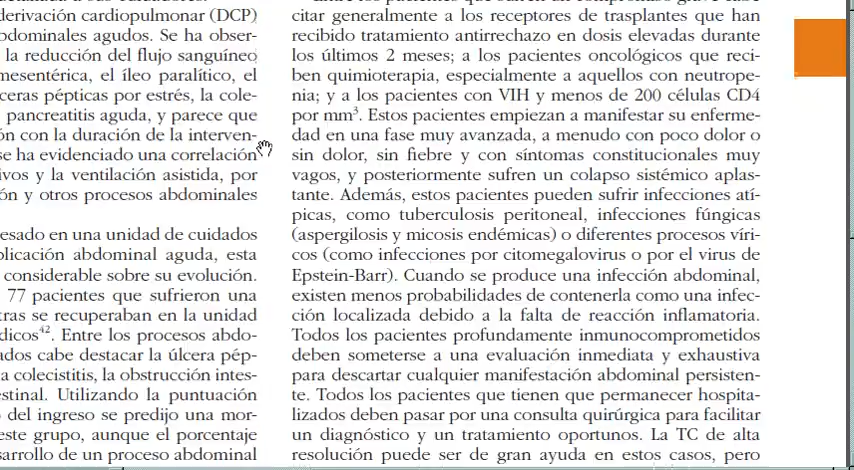 derivación cardiopulmonar (DCP)
bdominales agudos. Se ha obser-
la reducción del flujo sanguíneo
mesentérica, el íleo paralítico, el
ceras pépticas por estrés, la cole-
pancreatitis aguda, y parece que
ón con la duración de la interven-
se ha evidenciado una correlación
ivos y la ventilación asistida, por
ón y otros procesos abdominales
esado en una unidad de cuidados
plicación abdominal aguda, esta
considerable sobre su evolución.
77 pacientes que sufrieron una
tras se recuperaban en la unidad
dicos42. Entre los procesos abdo-
ados cabe destacar la úlcera pép-
a colecistitis, la obstrucción intes-
estinal. Utilizando la puntuación
del ingreso se predijo una mor-
este grupo, aunque el porcentaje
sarrollo de un proceso abdominal
citar generalmente a los receptores de trasplantes que han
recibido tratamiento antirrechazo en dosis elevadas durante
los últimos 2 meses; a los pacientes oncológicos que reci-
ben quimioterapia, especialmente a aquellos con neutrope-
nia; y a los pacientes con VIH y menos de 200 células CD4
por mm3. Estos pacientes empiezan a manifestar su enferme-
dad en una fase muy avanzada, a menudo con poco dolor o
sin dolor, sin fiebre y con síntomas constitucionales muy
vagos, y posteriormente sufren un colapso sistémico aplas-
tante. Además, estos pacientes pueden sufrir infecciones atí-
picas, como tuberculosis peritoneal, infecciones fúngicas
(aspergilosis y micosis endémicas) o diferentes procesos víri-
cos (como infecciones por citomegalovirus o por el virus de
Epstein-Barr). Cuando se produce una infección abdominal,
existen menos probabilidades de contenerla como una infec-
ción localizada debido a la falta de reacción inflamatoria.
Todos los pacientes profundamente inmunocomprometidos
deben someterse a una evaluación inmediata y exhaustiva
para descartar cualquier manifestación abdominal persisten-
te. Todos los pacientes que tienen que permanecer hospita-
lizados deben pasar por una consulta quirúrgica para facilitar
un diagnóstico y un tratamiento oportunos. La TC de alta
resolución puede ser de gran ayuda en estos casos, pero